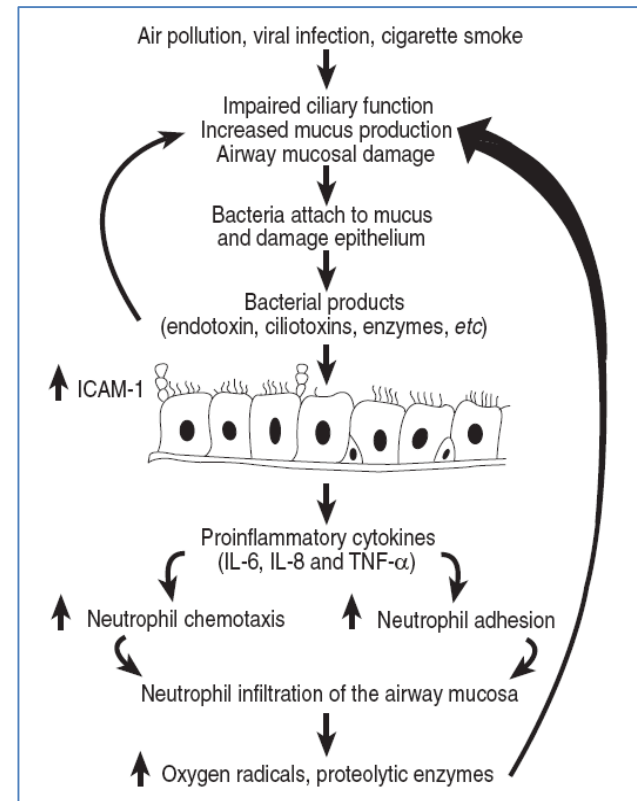 Air pollution, viral infection, cigarette smoke
Impaired ciliary function
Increased mucus production
Airway mucosal damage
Bacteria attach to mucus
and damage epithelium
Bacterial products
(endotoxin, ciliotoxins, enzymes, etc)
ICAM-1
Proinflammatory cytokines
(IL-6, IL-8 and TNF-α)
Neutrophil chemotaxis
Neutrophil adhesion
Neutrophil infiltration of the airway mucosa
Oxygen radicals, proteolytic enzymes